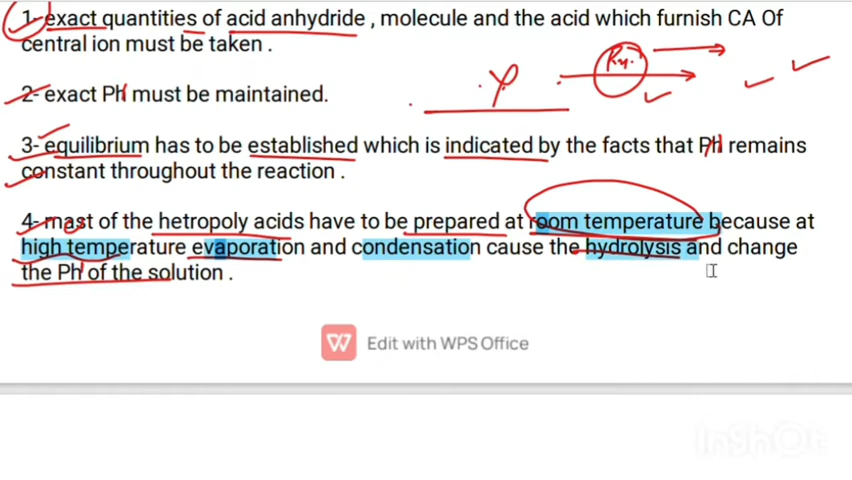 1- exact quantities of acid anhydride , molecule and the acid which furnish CA Of
central ion must be taken .
Rx.
2- exact PH must be maintained.
3- equilibrium has to be established which is indicated by the facts that PH remains
constant throughout the reaction .
4- mast of the hetropoly acids have to be prepared at room temperature because at
high temperature evaporation and condensation cause the hydrolysis and change
the Ph of the solution .
Edit with WPS Office
InShOt